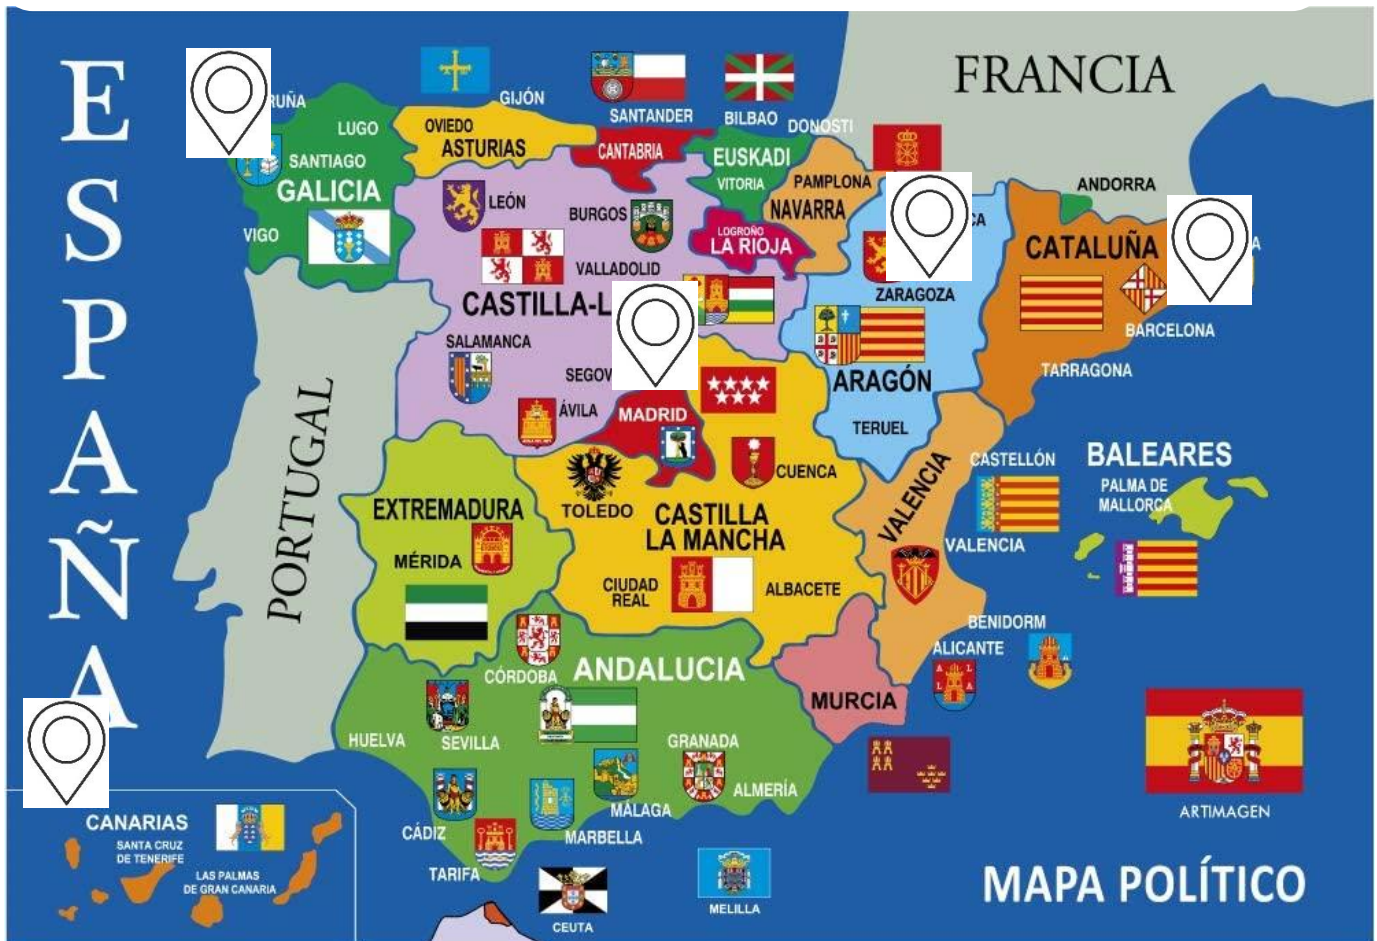 ESPAÑA
FRANCIA
PORTUGAL
ANDORRA
RUÑA
LUGO
SANTIAGO
GALICIA
VIGO
GIJÓN
OVIEDO
ASTURIAS
SANTANDER
CANTABRIA
BILBAO
DONOSTI
EUSKADI
VITORIA
PAMPLONA
NAVARRA
LOGROÑO
LA RIOJA
LEÓN
BURGOS
VALLADOLID
CASTILLA-L
SALAMANCA
SEGOV
ÁVILA
MADRID
CA
ZARAGOZA
ARAGÓN
TERUEL
CATALUÑA
A
BARCELONA
TARRAGONA
EXTREMADURA
MÉRIDA
TOLEDO
CUENCA
CASTILLA
LA MANCHA
CIUDAD
REAL
ALBACETE
VALENCIA
CASTELLÓN
VALENCIA
BENIDORM
ALICANTE
BALEARES
PALMA DE
MALLORCA
MURCIA
CÓRDOBA
ANDALUCIA
HUELVA
SEVILLA
GRANADA
ALMERÍA
MÁLAGA
CÁDIZ
MARBELLA
TARIFA
CEUTA
MELILLA
CANARIAS
SANTA CRUZ
DE TENERIFE
LAS PALMAS
DE GRAN CANARIA
ARTIMAGEN
MAPA POLÍTICO